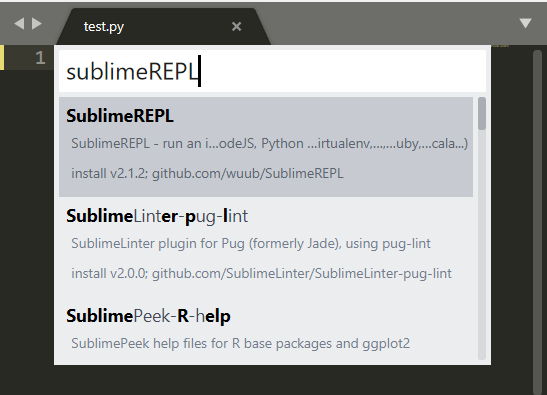 test.py
1
sublimeREPL
SublimeREPL
SublimeREPL - run an i...odeJS, Python ...irtualenv,...,...uby,...cala...)
install v2.1.2; github.com/wuub/SublimeREPL
SublimeLinter-pug-lint
SublimeLinter plugin for Pug (formerly Jade), using pug-lint
install v2.0.0; github.com/SublimeLinter/SublimeLinter-pug-lint
SublimePeek-R-help
SublimePeek help files for R base packages and ggplot2